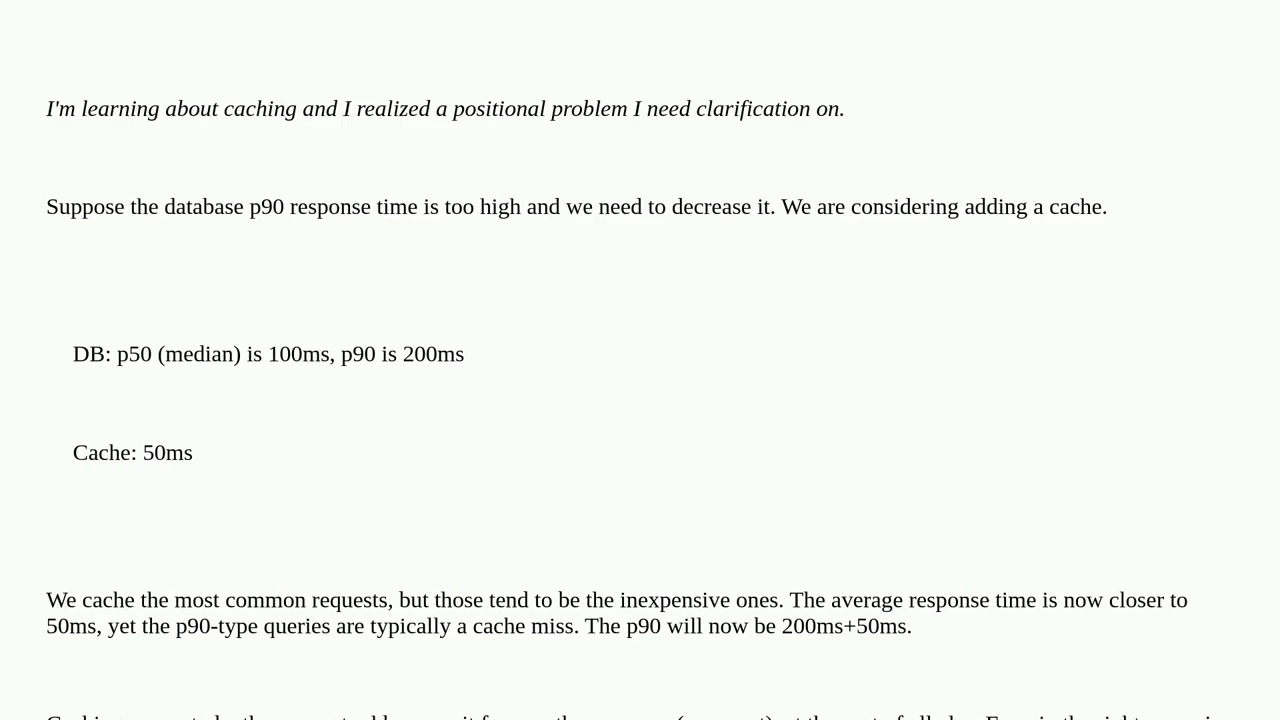 I'm learning about caching and I realized a positional problem I need clarification on.
Suppose the database p90 response time is too high and we need to decrease it. We are considering adding a cache.
DB: p50 (median) is 100ms, p90 is 200ms
Cache: 50ms
We cache the most common requests, but those tend to be the inexpensive ones. The average response time is now closer to
50ms, yet the p90-type queries are typically a cache miss. The p90 will now be 200ms+50ms.